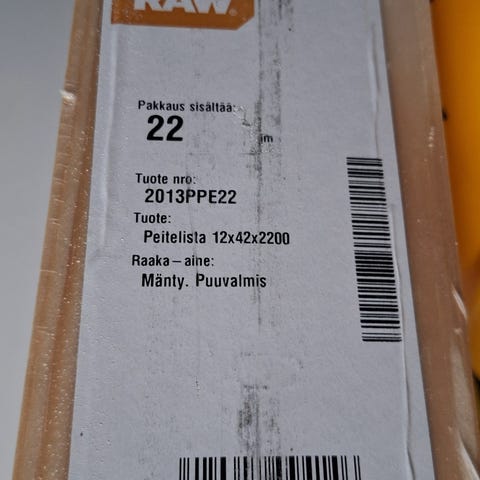 RAW
Pakkaus sisältää:
22 jm
Tuote nro:
2013PPE22
Tuote:
Peitelista 12x42x2200
Raaka-aine:
Mänty. Puuvalmis